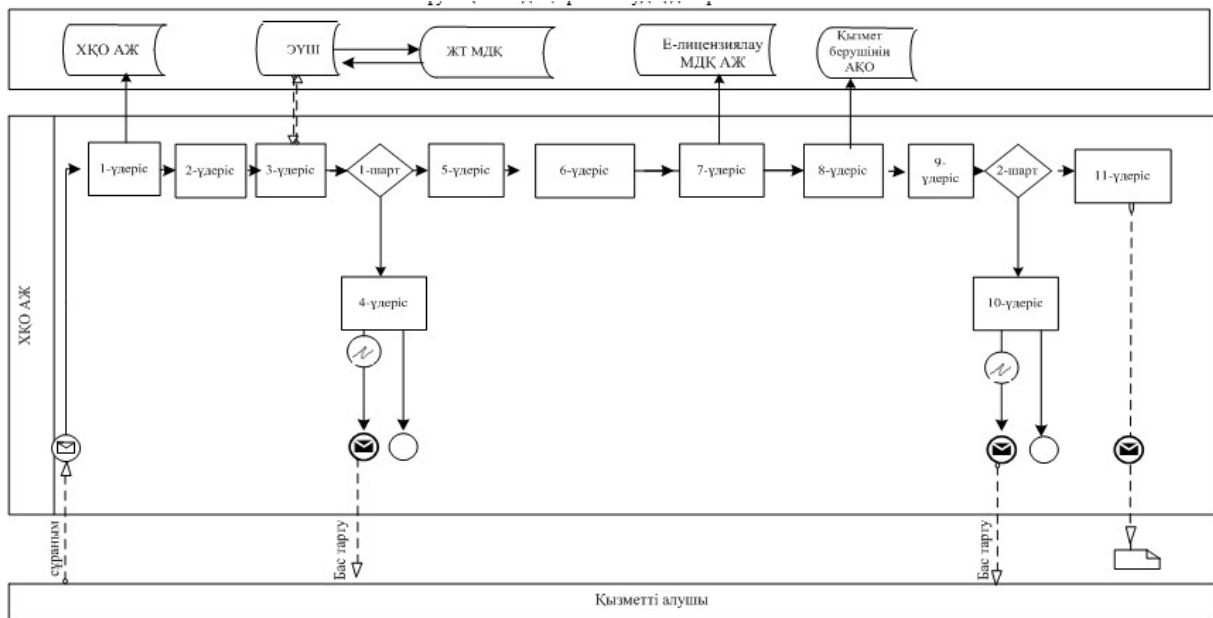 ХҚО АЖ
ЭҮШ
ЖТ МДҚ
Е-лицензиялау
МДҚ АЖ
Қызмет
берушінің
АҚО
ХҚО АЖ
1-үдеріс
2-үдеріс
3-үдеріс
1-шарт
5-үдеріс
6-үдеріс
7-үдеріс
8-үдеріс
9-
үдеріс
2-шарт
11-үдеріс
4-үдеріс
10-үдеріс
сұраным
Бас тарту
Бас тарту
Қызметті алушы